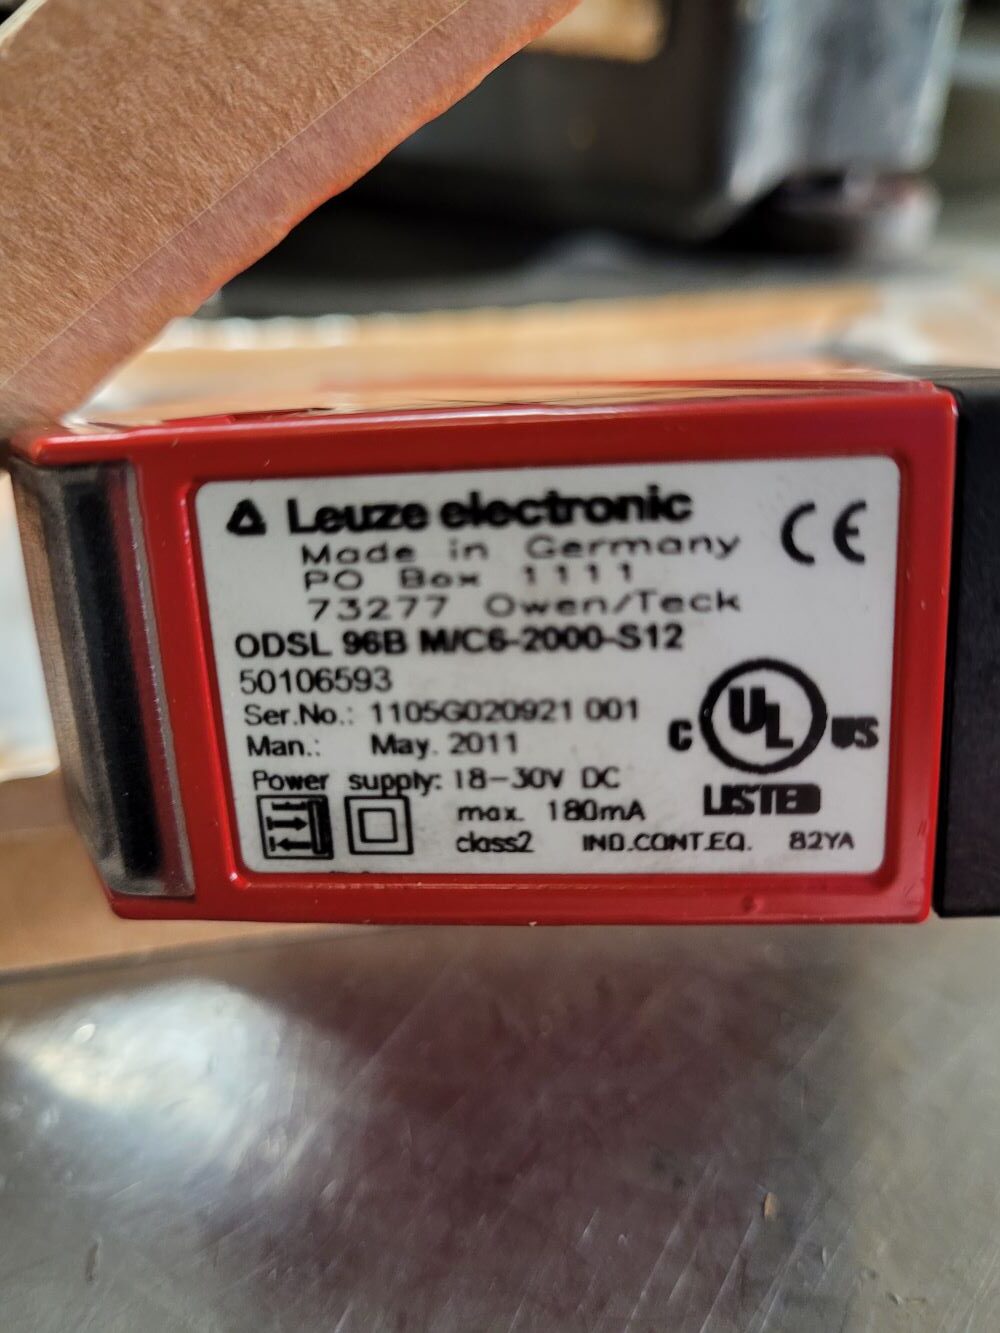 Leuze electronic
CE
Made in Germany
PO Box 1111
73277 Owen/Teck
ODSL 96B M/C6-2000-S12
50106593
Ser.No.: 1105G020921 001
Man.: May. 2011
C UL US
LISTED
Power supply: 18-30V DC
max. 180mA
class2 IND.CONT.EQ. 82YA